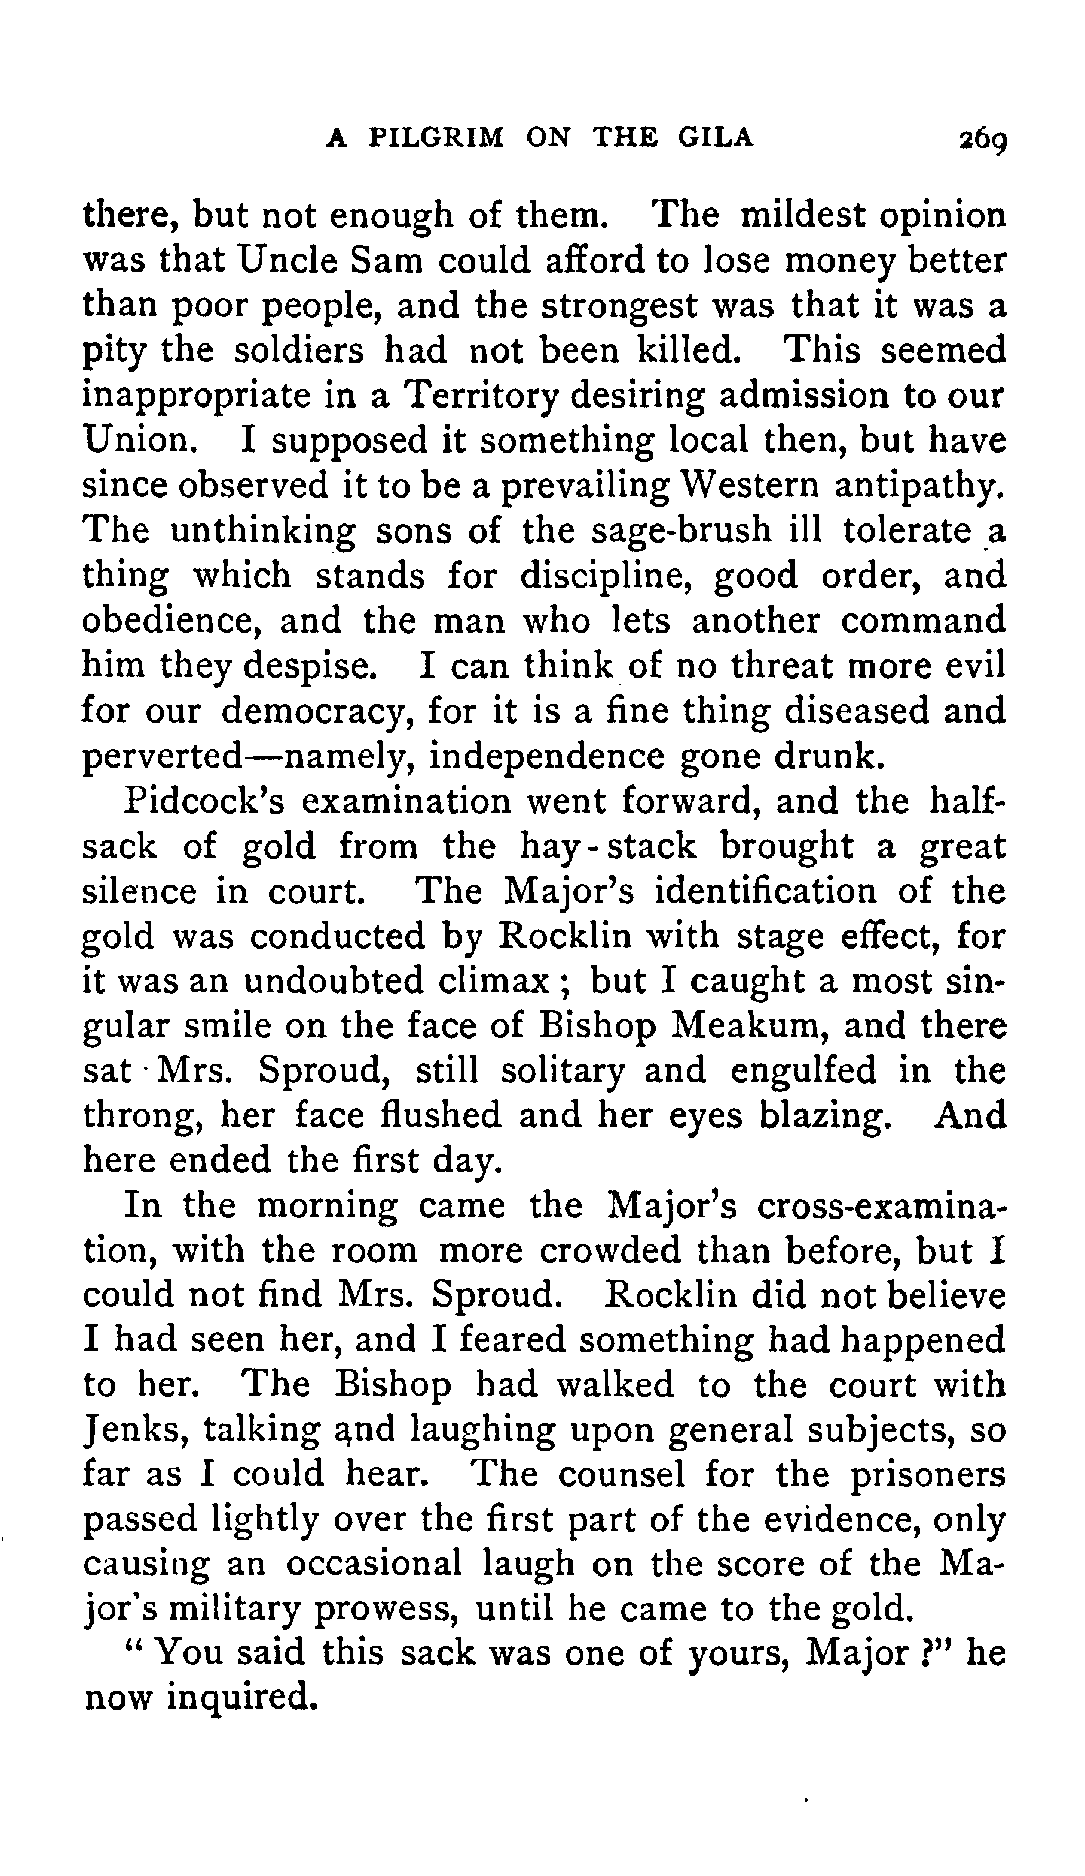 A PILGRIM ON THE GILA 269
there, but not enough of them. The mildest opinion
was that Uncle Sam could afford to lose money better
than poor people, and the strongest was that it was a
pity the soldiers had not been killed. This seemed
inappropriate in a Territory desiring admission to our
Union. I supposed it something local then, but have
since observed it to be a prevailing Western antipathy.
The unthinking sons of the sage-brush ill tolerate a
thing which stands for discipline, good order, and
obedience, and the man who lets another command
him they despise. I can think of no threat more evil
for our democracy, for it is a fine thing diseased and
perverted—namely, independence gone drunk.
Pidcock's examination went forward, and the half-
sack of gold from the hay-stack brought a great
silence in court. The Major's identification of the
gold was conducted by Rocklin with stage effect, for
it was an undoubted climax; but I caught a most sin-
gular smile on the face of Bishop Meakum, and there
sat Mrs. Sproud, still solitary and engulfed in the
throng, her face flushed and her eyes blazing. And
here ended the first day.
In the morning came the Major's cross-examina-
tion, with the room more crowded than before, but I
could not find Mrs. Sproud. Rocklin did not believe
I had seen her, and I feared something had happened
to her. The Bishop had walked to the court with
Jenks, talking and laughing upon general subjects, so
far as I could hear. The counsel for the prisoners
passed lightly over the first part of the evidence, only
causing an occasional laugh on the score of the Ma-
jor's military prowess, until he came to the gold.
"You said this sack was one of yours, Major?" he
now inquired.